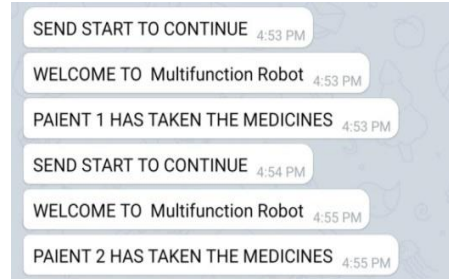 SEND START TO CONTINUE 4:53 PM
WELCOME TO Multifunction Robot 4:53 PM
PAIENT 1 HAS TAKEN THE MEDICINES 4:53 PM
SEND START TO CONTINUE 4:54 PM
WELCOME TO Multifunction Robot 4:55 PM
PAIENT 2 HAS TAKEN THE MEDICINES 4:55 PM